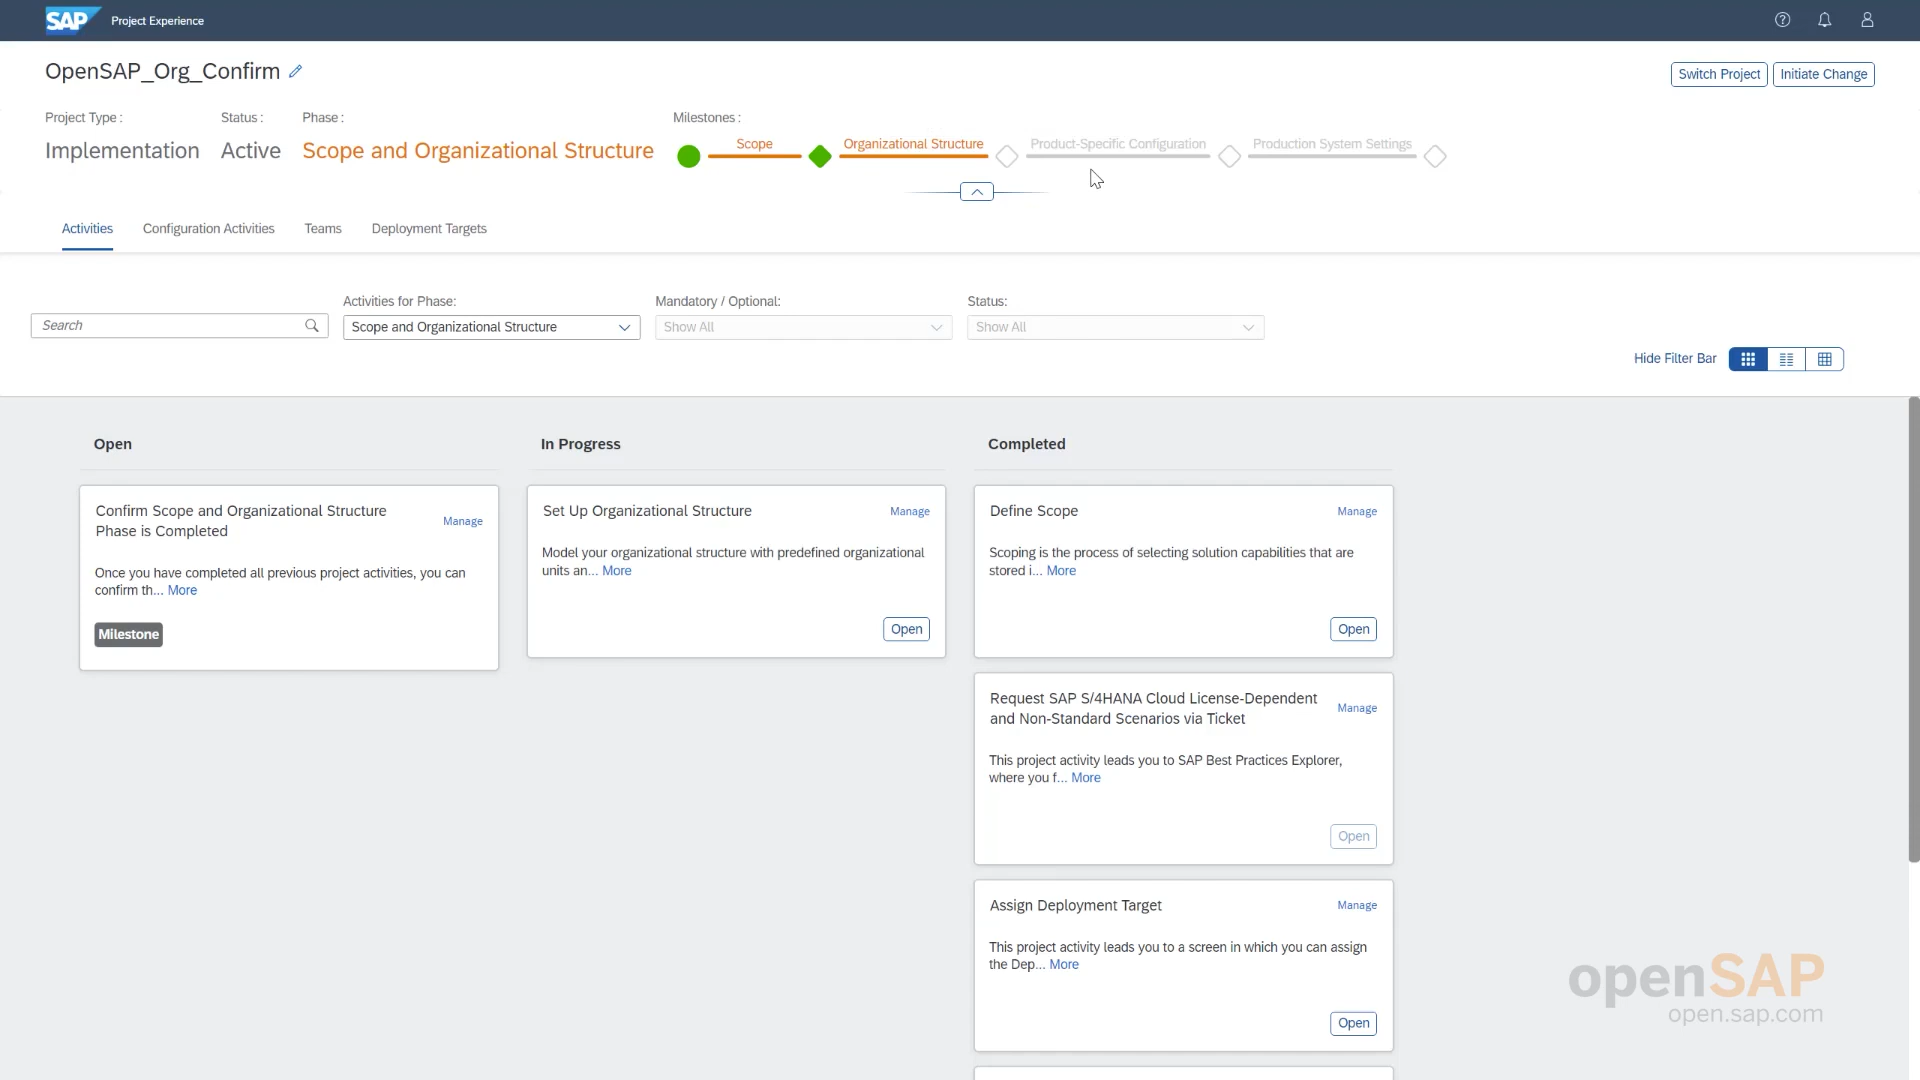 SAP Project Experience
OpenSAP_Org_Confirm
Switch Project
Initiate Change
Project Type :
Status :
Phase :
Milestones :
Implementation
Active
Scope and Organizational Structure
Scope
Organizational Structure
Product-Specific Configuration
Production System Settings
Activities
Configuration Activities
Teams
Deployment Targets
Search
Activities for Phase:
Scope and Organizational Structure
Mandatory / Optional:
Show All
Status:
Show All
Hide Filter Bar
Open
In Progress
Completed
Confirm Scope and Organizational Structure
Phase is Completed
Manage
Once you have completed all previous project activities, you can
confirm th... More
Milestone
Set Up Organizational Structure
Manage
Model your organizational structure with predefined organizational
units an... More
Open
Define Scope
Manage
Scoping is the process of selecting solution capabilities that are
stored i... More
Open
Request SAP S/4HANA Cloud License-Dependent
and Non-Standard Scenarios via Ticket
Manage
This project activity leads you to SAP Best Practices Explorer,
where you f... More
Open
Assign Deployment Target
Manage
This project activity leads you to a screen in which you can assign
the Dep... More
Open
openSAP
open.sap.com